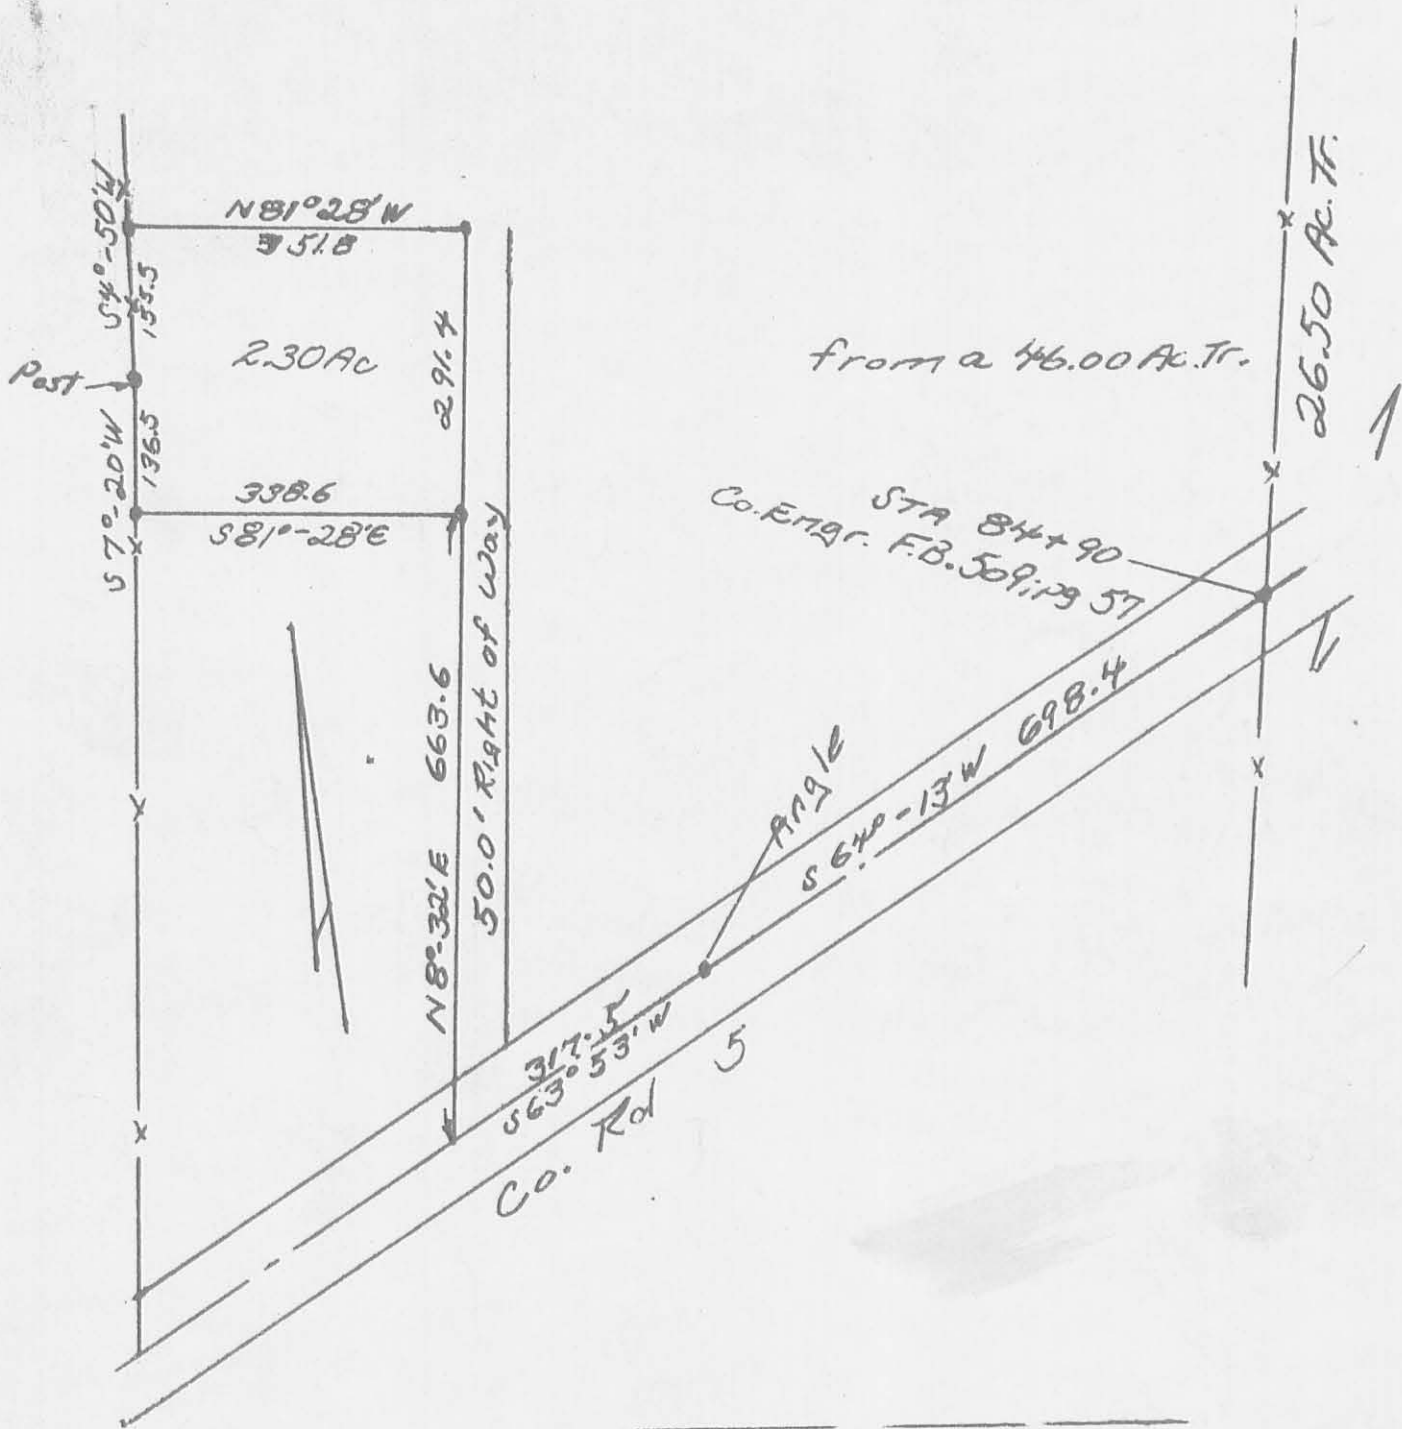 S4°-50'W
155.5
N81°28'W
351.8
2.30Ac
291.4
Post
S7°-20'W
136.5
338.6
S81°-28'E
from a 46.00 Ac.Tr.
26.50 Ac.Tr.
STA 84+90
Co.Engr. F.B.509;pg 57
N8°-32'E 663.6
50.0' Right of Way
Angle
S64°-13'W 698.4
317.5
S63°53'W
Co. Rd 5